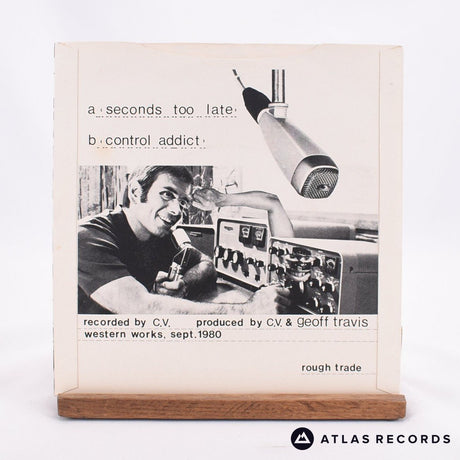 a ‹ seconds too late ›
b ‹ control addict ›
recorded by C.V. produced by C.V. & geoff travis
western works, sept. 1980
rough trade
ATLAS RECORDS